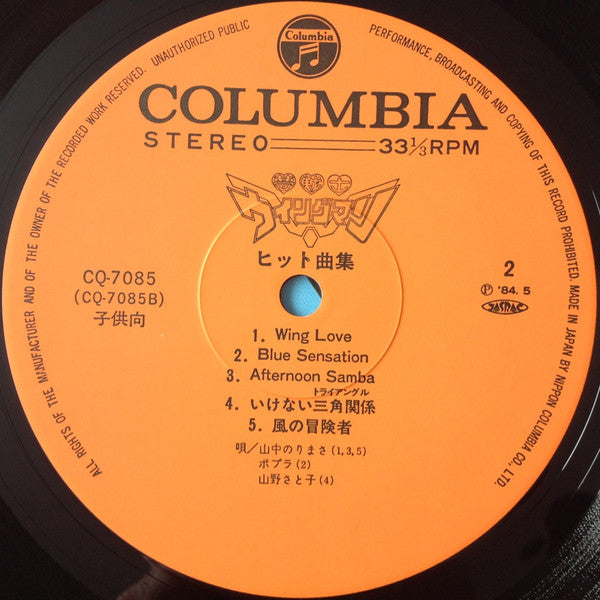 ALL RIGHTS OF THE MANUFACTURER AND OF THE OWNER OF THE RECORDED WORK RESERVED. UNAUTHORIZED PUBLIC PERFORMANCE, BROADCASTING AND COPYING OF THIS RECORD PROHIBITED. MADE IN JAPAN BY NIPPON COLUMBIA CO., LTD.
Columbia
COLUMBIA
STEREO 33 1/3 RPM
夢戦士
ウイングマン
ヒット曲集
CQ-7085
(CQ-7085B)
子供向
2
Ⓟ '84. 5
JASRAC
1. Wing Love
2. Blue Sensation
3. Afternoon Samba
トライアングル
4. いけない三角関係
5. 風の冒険者
唄/山中のりまさ(1,3,5)
ポプラ(2)
山野さと子(4)